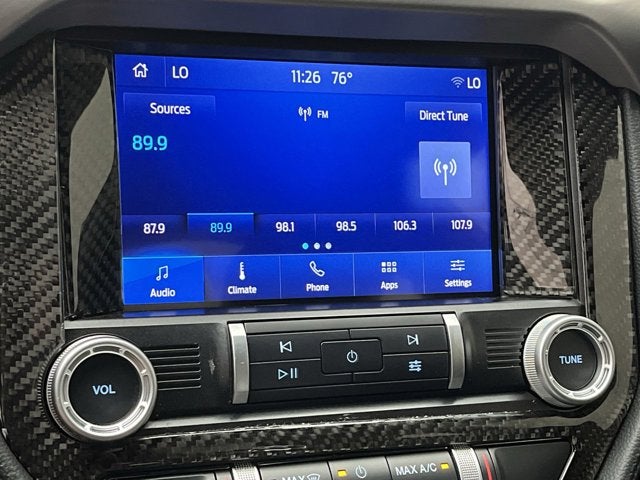 LO 11:26 76° LO
Sources FM Direct Tune
89.9
87.9 89.9 98.1 98.5 106.3 107.9
Audio Climate Phone Apps Settings
VOL TUNE
MAX MAX A/C